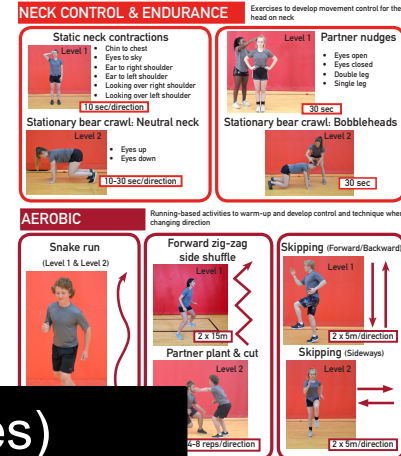 NECK CONTROL & ENDURANCE
Exercises to develop movement control for the
head on neck
Static neck contractions
Level 1
• Chin to chest
• Eyes to sky
• Ear to right shoulder
• Ear to left shoulder
• Looking over right shoulder
• Looking over left shoulder
10 sec/direction
Stationary bear crawl: Neutral neck
Level 2
• Eyes up
• Eyes down
10-30 sec/direction
Level 1
Partner nudges
• Eyes open
• Eyes closed
• Double leg
• Single leg
30 sec
Stationary bear crawl: Bobbleheads
Level 2
30 sec
AEROBIC
Running-based activities to warm-up and develop control and technique when
changing direction
Snake run
(Level 1 & Level 2)
Forward zig-zag
side shuffle
Level 1
2 x 15m
Partner plant & cut
Level 2
4-8 reps/direction
Skipping (Forward/Backward)
Level 1
2 x 5m/direction
Skipping (Sideways)
Level 2
2 x 5m/direction
es)